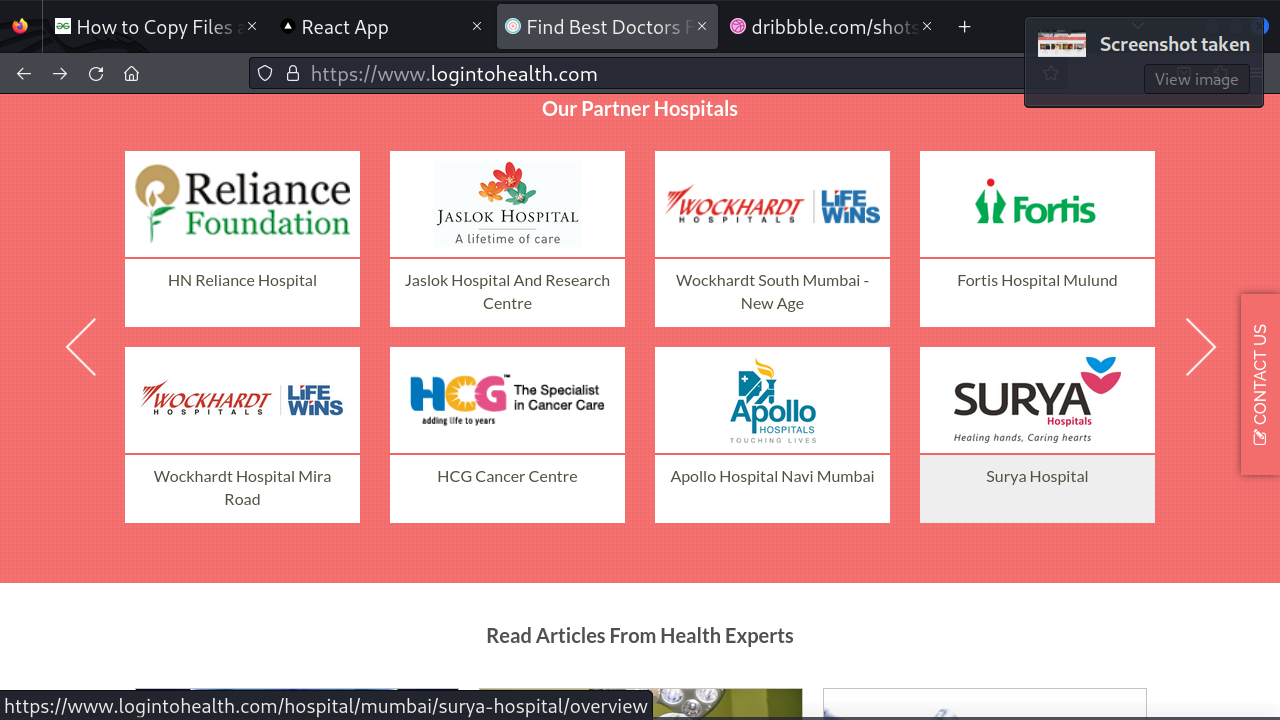 How to Copy Files a
React App
Find Best Doctors F
dribbble.com/shots
Screenshot taken
View image
https://www.logintohealth.com
Our Partner Hospitals
Reliance
Foundation
HN Reliance Hospital
JASLOK HOSPITAL
A lifetime of care
Jaslok Hospital And Research
Centre
WOCKHARDT
HOSPITALS
LiFE
WiNS
Wockhardt South Mumbai -
New Age
Fortis
Fortis Hospital Mulund
WOCKHARDT
HOSPITALS
LiFE
WiNS
Wockhardt Hospital Mira
Road
HCG™
The Specialist
in Cancer Care
adding life to years
HCG Cancer Centre
Apollo
HOSPITALS
TOUCHING LIVES
Apollo Hospital Navi Mumbai
SURYA
Hospitals
Healing hands, Caring hearts
Surya Hospital
CONTACT US
Read Articles From Health Experts
https://www.logintohealth.com/hospital/mumbai/surya-hospital/overview